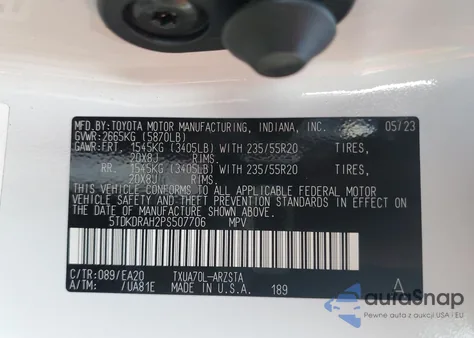 MFD.BY:TOYOTA MOTOR MANUFACTURING, INDIANA, INC. 05/23
GVWR:2665KG (5870LB)
GAWR:FRT. 1545KG (3405LB) WITH 235/55R20 TIRES,
20X8J RIMS.
RR. 1545KG (3405LB) WITH 235/55R20 TIRES,
20X8J RIMS.
THIS VEHICLE CONFORMS TO ALL APPLICABLE FEDERAL MOTOR
VEHICLE SAFETY AND THEFT PREVENTION STANDARDS IN EFFECT
ON THE DATE OF MANUFACTURE SHOWN ABOVE.
5TDKDRAH2PS507706 MPV
C/TR:089/EA20 TXUA70L-ARZSTA
A/TM: /UA81E MADE IN U.S.A. 189 A
autoSnap
Pewne auta z aukcji USA i EU